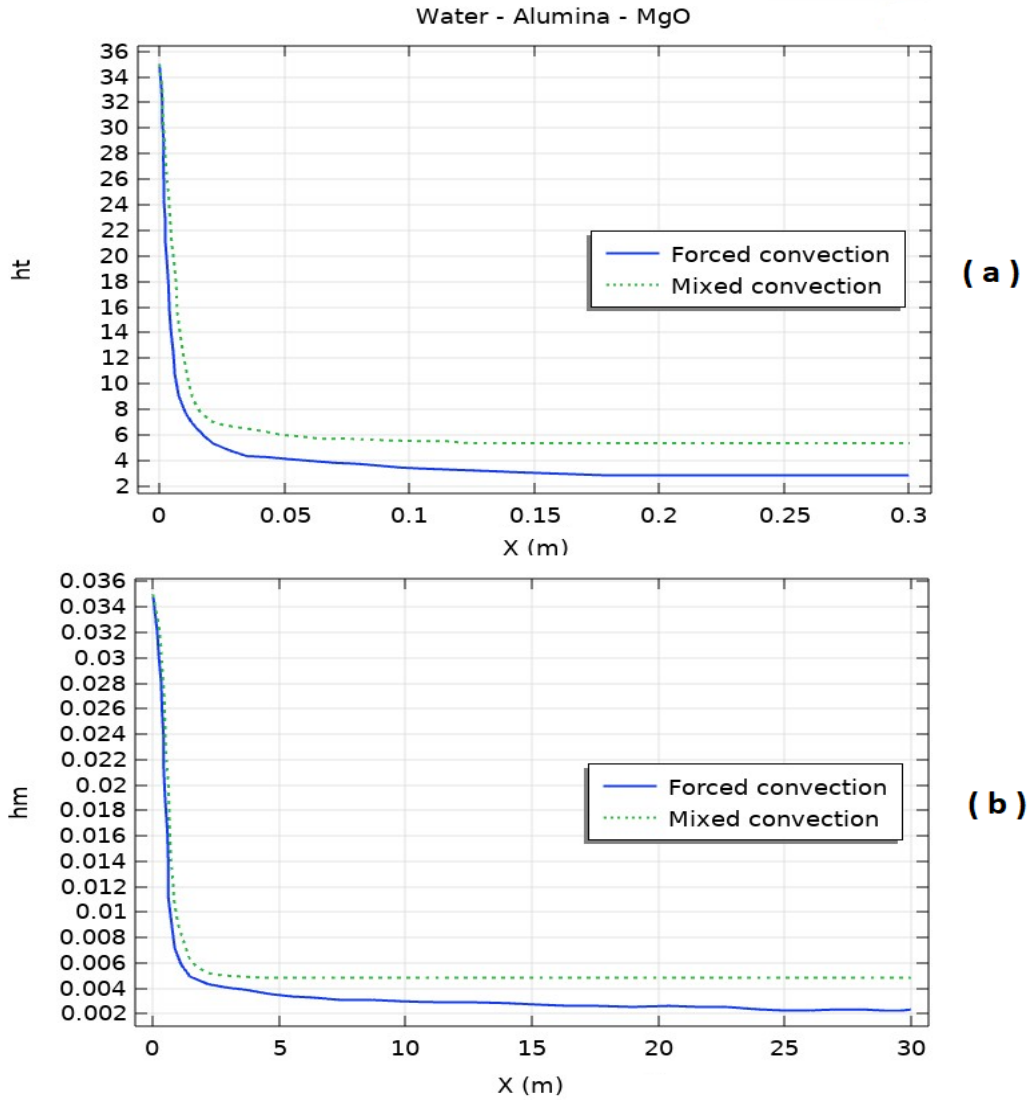 Water - Alumina - MgO
36
34
32
30
28
26
24
22
20
18
16
14
12
10
8
6
4
2
ht
Forced convection
Mixed convection
( a )
0 0.05 0.1 0.15 0.2 0.25 0.3
X (m)
0.036
0.034
0.032
0.03
0.028
0.026
0.024
0.022
0.02
0.018
0.016
0.014
0.012
0.01
0.008
0.006
0.004
0.002
hm
Forced convection
Mixed convection
( b )
0 5 10 15 20 25 30
X (m)